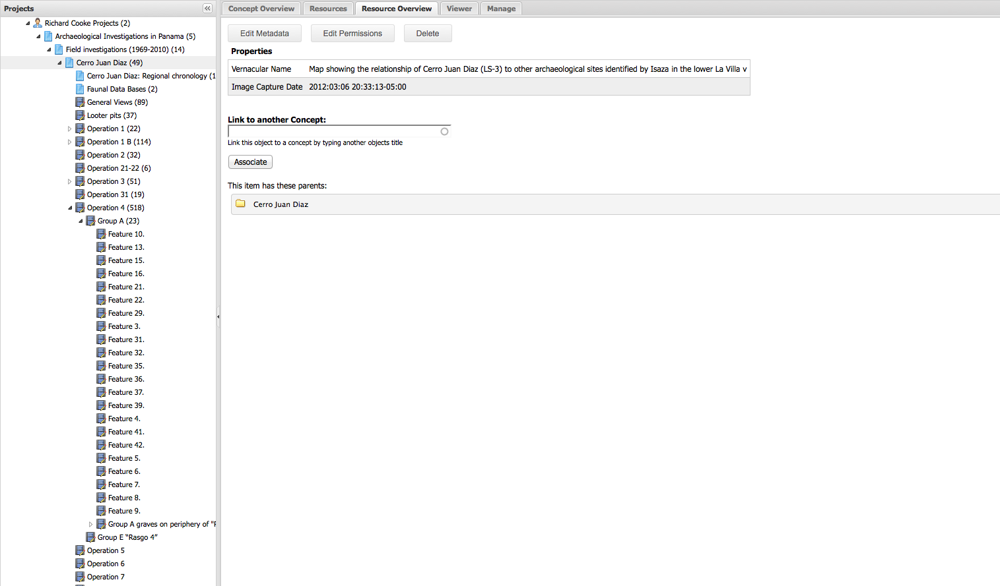 Projects
Richard Cooke Projects (2)
Archaeological Investigations in Panama (5)
Field investigations (1969-2010) (14)
Cerro Juan Diaz (49)
Cerro Juan Diaz: Regional chronology (1
Faunal Data Bases (2)
General Views (89)
Looter pits (37)
Operation 1 (22)
Operation 1 B (114)
Operation 2 (32)
Operation 21-22 (6)
Operation 3 (51)
Operation 31 (19)
Operation 4 (518)
Group A (23)
Feature 10.
Feature 13.
Feature 15.
Feature 16.
Feature 21.
Feature 22.
Feature 29.
Feature 3.
Feature 31.
Feature 32.
Feature 35.
Feature 36.
Feature 37.
Feature 39.
Feature 4.
Feature 41.
Feature 42.
Feature 5.
Feature 6.
Feature 7.
Feature 8.
Feature 9.
Group A graves on periphery of "F
Group E “Rasgo 4”
Operation 5
Operation 6
Operation 7
Concept Overview Resources Resource Overview Viewer Manage
Edit Metadata Edit Permissions Delete
Properties
Vernacular Name Map showing the relationship of Cerro Juan Diaz (LS-3) to other archaeological sites identified by Isaza in the lower La Villa v
Image Capture Date 2012:03:06 20:33:13-05:00
Link to another Concept:
Link this object to a concept by typing another objects title
Associate
This item has these parents:
Cerro Juan Diaz